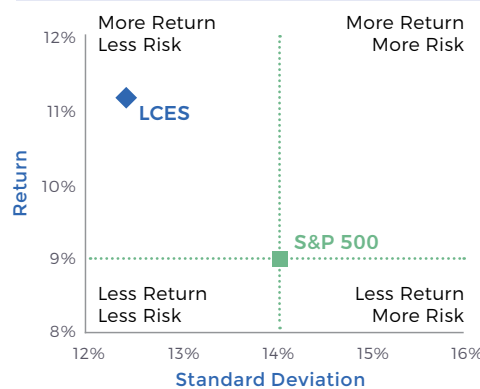 More Return
Less Risk
More Return
More Risk
12%
11%
10%
9%
8%
LCES
S&P 500
Return
Less Return
Less Risk
Less Return
More Risk
12%
13%
14%
15%
16%
Standard Deviation